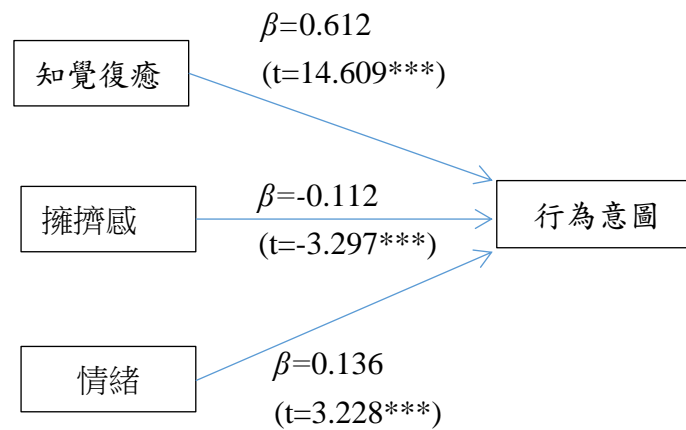 β=0.612
(t=14.609***)
知覺復癒
擁擠感
β=-0.112
(t=-3.297***)
行為意圖
情緒
β=0.136
(t=3.228***)